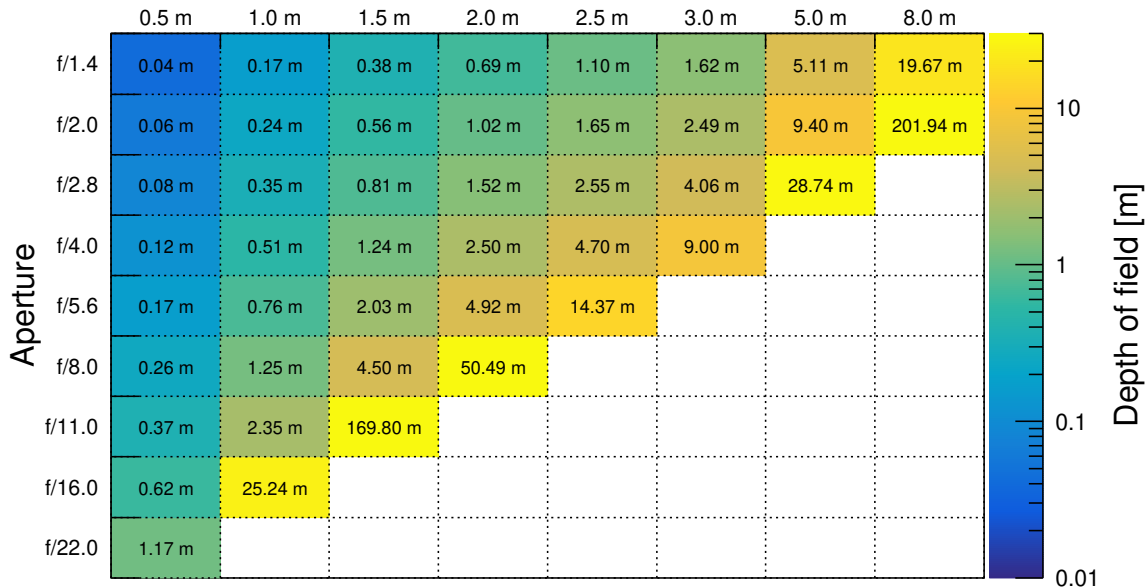 0.5 m 1.0 m 1.5 m 2.0 m 2.5 m 3.0 m 5.0 m 8.0 m
f/1.4 0.04 m 0.17 m 0.38 m 0.69 m 1.10 m 1.62 m 5.11 m 19.67 m
f/2.0 0.06 m 0.24 m 0.56 m 1.02 m 1.65 m 2.49 m 9.40 m 201.94 m
f/2.8 0.08 m 0.35 m 0.81 m 1.52 m 2.55 m 4.06 m 28.74 m
f/4.0 0.12 m 0.51 m 1.24 m 2.50 m 4.70 m 9.00 m
f/5.6 0.17 m 0.76 m 2.03 m 4.92 m 14.37 m
f/8.0 0.26 m 1.25 m 4.50 m 50.49 m
f/11.0 0.37 m 2.35 m 169.80 m
f/16.0 0.62 m 25.24 m
f/22.0 1.17 m
Aperture
10
1
0.1
0.01
Depth of field [m]